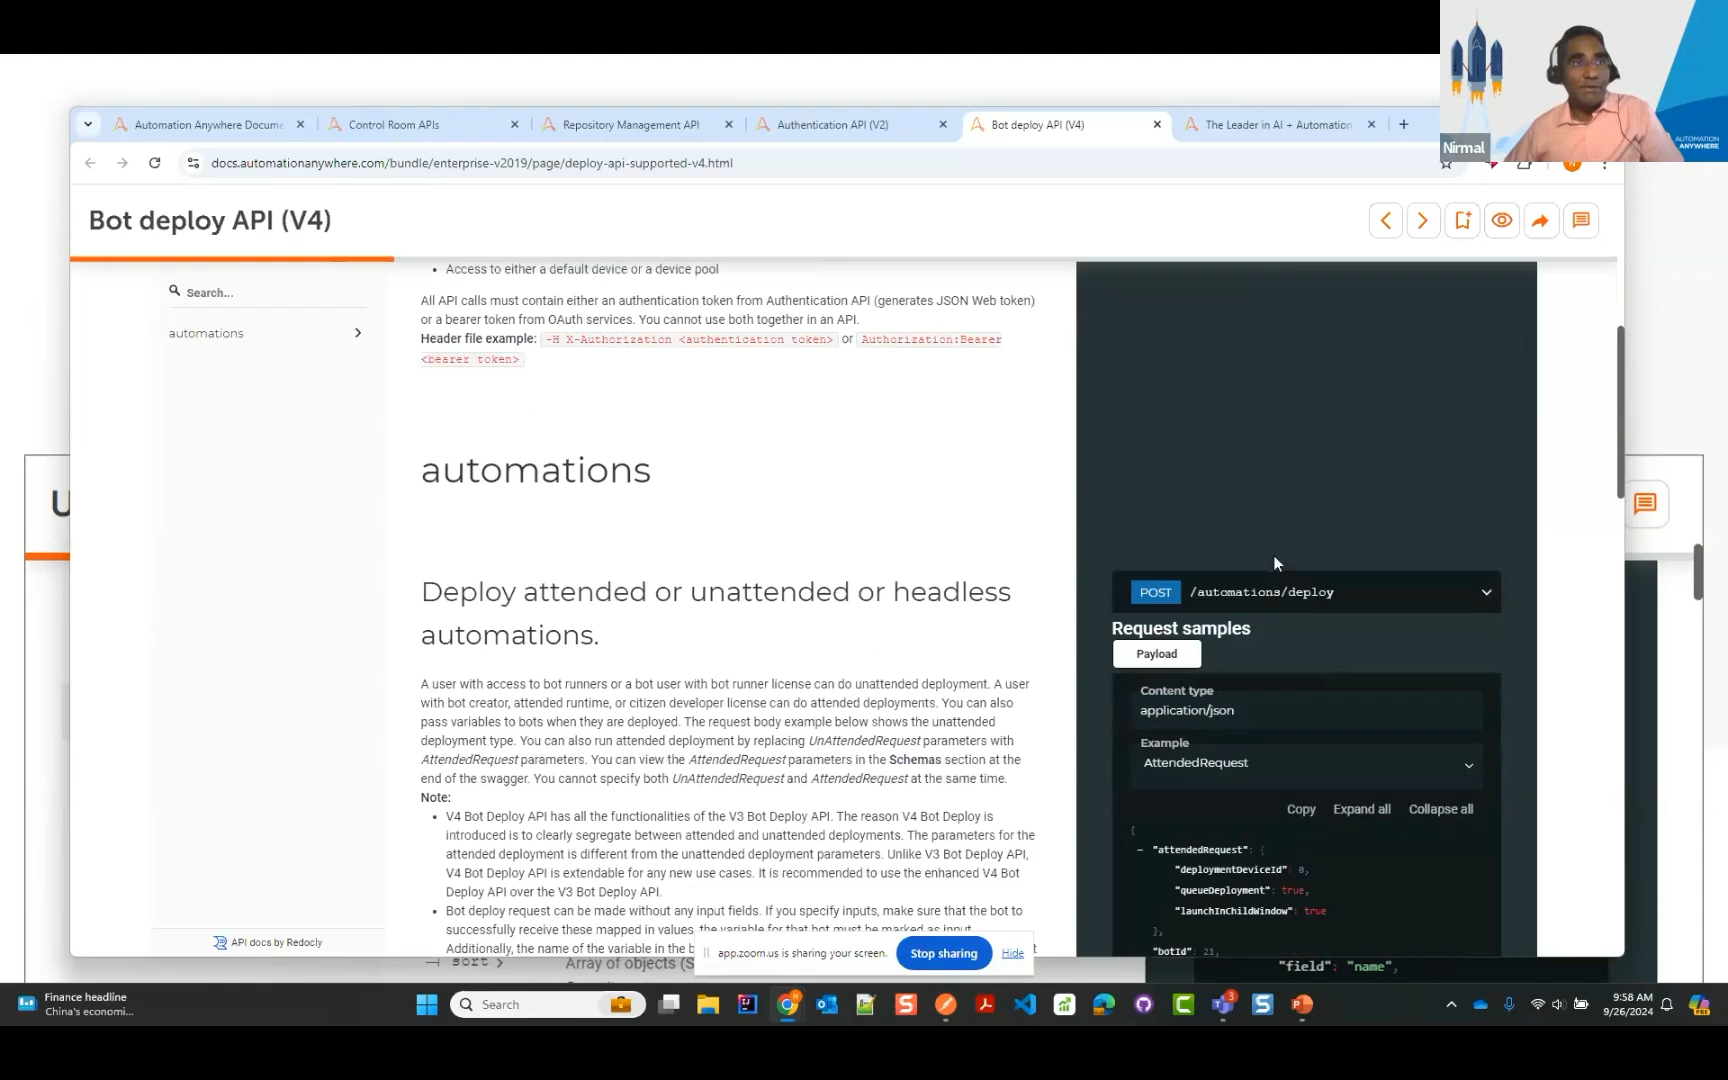 AUTOMATION
ANYWHERE
Nirmal
Automation Anywhere Docume
Control Room APIs
Repository Management API
Authentication API (V2)
Bot deploy API (V4)
The Leader in AI + Automation
docs.automationanywhere.com/bundle/enterprise-v2019/page/deploy-api-supported-v4.html
Bot deploy API (V4)
Search...
automations
API docs by Redocly
• Access to either a default device or a device pool
All API calls must contain either an authentication token from Authentication API (generates JSON Web token)
or a bearer token from OAuth services. You cannot use both together in an API.
Header file example: -H X-Authorization <authentication token> or Authorization:Bearer
<bearer token>
automations
Deploy attended or unattended or headless
automations.
A user with access to bot runners or a bot user with bot runner license can do unattended deployment. A user
with bot creator, attended runtime, or citizen developer license can do attended deployments. You can also
pass variables to bots when they are deployed. The request body example below shows the unattended
deployment type. You can also run attended deployment by replacing UnAttendedRequest parameters with
AttendedRequest parameters. You can view the AttendedRequest parameters in the Schemas section at the
end of the swagger. You cannot specify both UnAttendedRequest and AttendedRequest at the same time.
Note:
• V4 Bot Deploy API has all the functionalities of the V3 Bot Deploy API. The reason V4 Bot Deploy is
introduced is to clearly segregate between attended and unattended deployments. The parameters for the
attended deployment is different from the unattended deployment parameters. Unlike V3 Bot Deploy API,
V4 Bot Deploy API is extendable for any new use cases. It is recommended to use the enhanced V4 Bot
Deploy API over the V3 Bot Deploy API.
• Bot deploy request can be made without any input fields. If you specify inputs, make sure that the bot to
successfully receive these mapped in values, the variable for that bot must be marked as input.
Additionally, the name of the variable in the b
POST /automations/deploy
Request samples
Payload
Content type
application/json
Example
AttendedRequest
Copy Expand all Collapse all
{
− "attendedRequest": {
"deploymentDeviceId": 0,
"queueDeployment": true,
"launchInChildWindow": true
},
"botId": 21,
app.zoom.us is sharing your screen.
Stop sharing
Hide
sort >
Array of objects (S
"field": "name",
Finance headline
China's economi...
Search
9:58 AM
9/26/2024